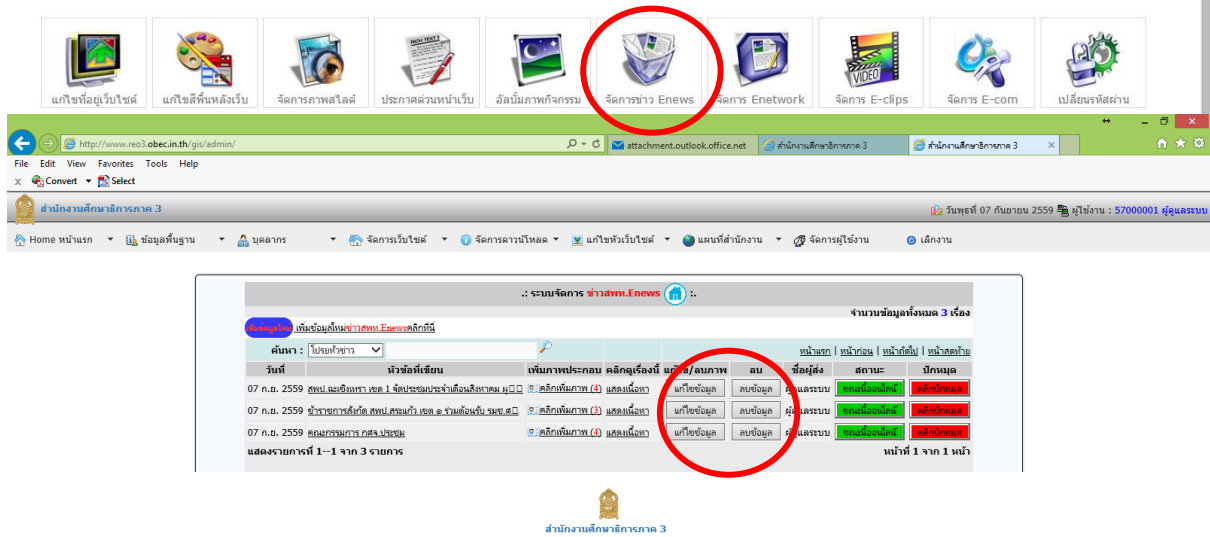 แก้ไขที่อยู่เว็บไซต์ แก้ไขสีพื้นหลังเว็บ จัดการภาพสไลด์ ประกาศด่วนหน้าเว็บ อัลบั้มภาพกิจกรรม จัดการข่าว Enews จัดการ Enetwork จัดการ E-clips จัดการ E-com เปลี่ยนรหัสผ่าน
http://www.reo3.obec.in.th/gis/admin/ attachment.outlook.office.net สำนักงานศึกษาธิการภาค 3 สำนักงานศึกษาธิการภาค 3
File Edit View Favorites Tools Help
x Convert Select
สำนักงานศึกษาธิการภาค 3 วันพุธที่ 07 กันยายน 2559 ผู้ใช้งาน : 57000001 ผู้ดูแลระบบ
Home หน้าแรก ข้อมูลพื้นฐาน บุคลากร จัดการเว็บไซต์ จัดการดาวน์โหลด แก้ไขหัวเว็บไซต์ แผนที่สำนักงาน จัดการผู้ใช้งาน เลิกงาน
.: ระบบจัดการ ข่าวสพท.Enews :.
จำนวนข้อมูลทั้งหมด 3 เรื่อง
เพิ่มข้อมูลใหม่ เพิ่มข้อมูลใหม่ข่าวสพท.Enewsคลิกที่นี่
ค้นหา : โปรยหัวข่าว หน้าแรก | หน้าก่อน | หน้าถัดไป | หน้าสุดท้าย
วันที่ หัวข้อที่เขียน เพิ่มภาพประกอบ คลิกดูเรื่องนี้ แก้ไข/ลบภาพ ลบ ชื่อผู้ส่ง สถานะ ปักหมุด
07 ก.ย. 2559 สพป.ฉะเชิงเทรา เขต 1 จัดประชุมประจำเดือนสิงหาคม ผู้ คลิกเพิ่มภาพ (4) แสดงเนื้อหา แก้ไขข้อมูล ลบข้อมูล ผู้ดูแลระบบ ขณะนี้ออนไลน์ คลิกปักหมุด
07 ก.ย. 2559 ข้าราชการสังกัด สพป.สระแก้ว เขต ๑ ร่วมต้อนรับ รมช.ศ คลิกเพิ่มภาพ (3) แสดงเนื้อหา แก้ไขข้อมูล ลบข้อมูล ผู้ดูแลระบบ ขณะนี้ออนไลน์ คลิกปักหมุด
07 ก.ย. 2559 คณะกรรมการ กศจ.ประชุม คลิกเพิ่มภาพ (4) แสดงเนื้อหา แก้ไขข้อมูล ลบข้อมูล ผู้ดูแลระบบ ขณะนี้ออนไลน์ คลิกปักหมุด
แสดงรายการที่ 1--1 จาก 3 รายการ หน้าที่ 1 จาก 1 หน้า
สำนักงานศึกษาธิการภาค 3